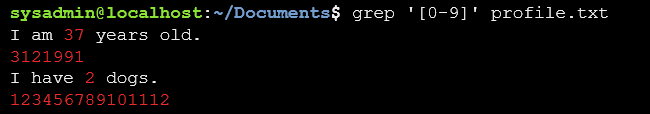 sysadmin@localhost:~/Documents$ grep '[0-9]' profile.txt
I am 37 years old.
3121991
I have 2 dogs.
123456789101112